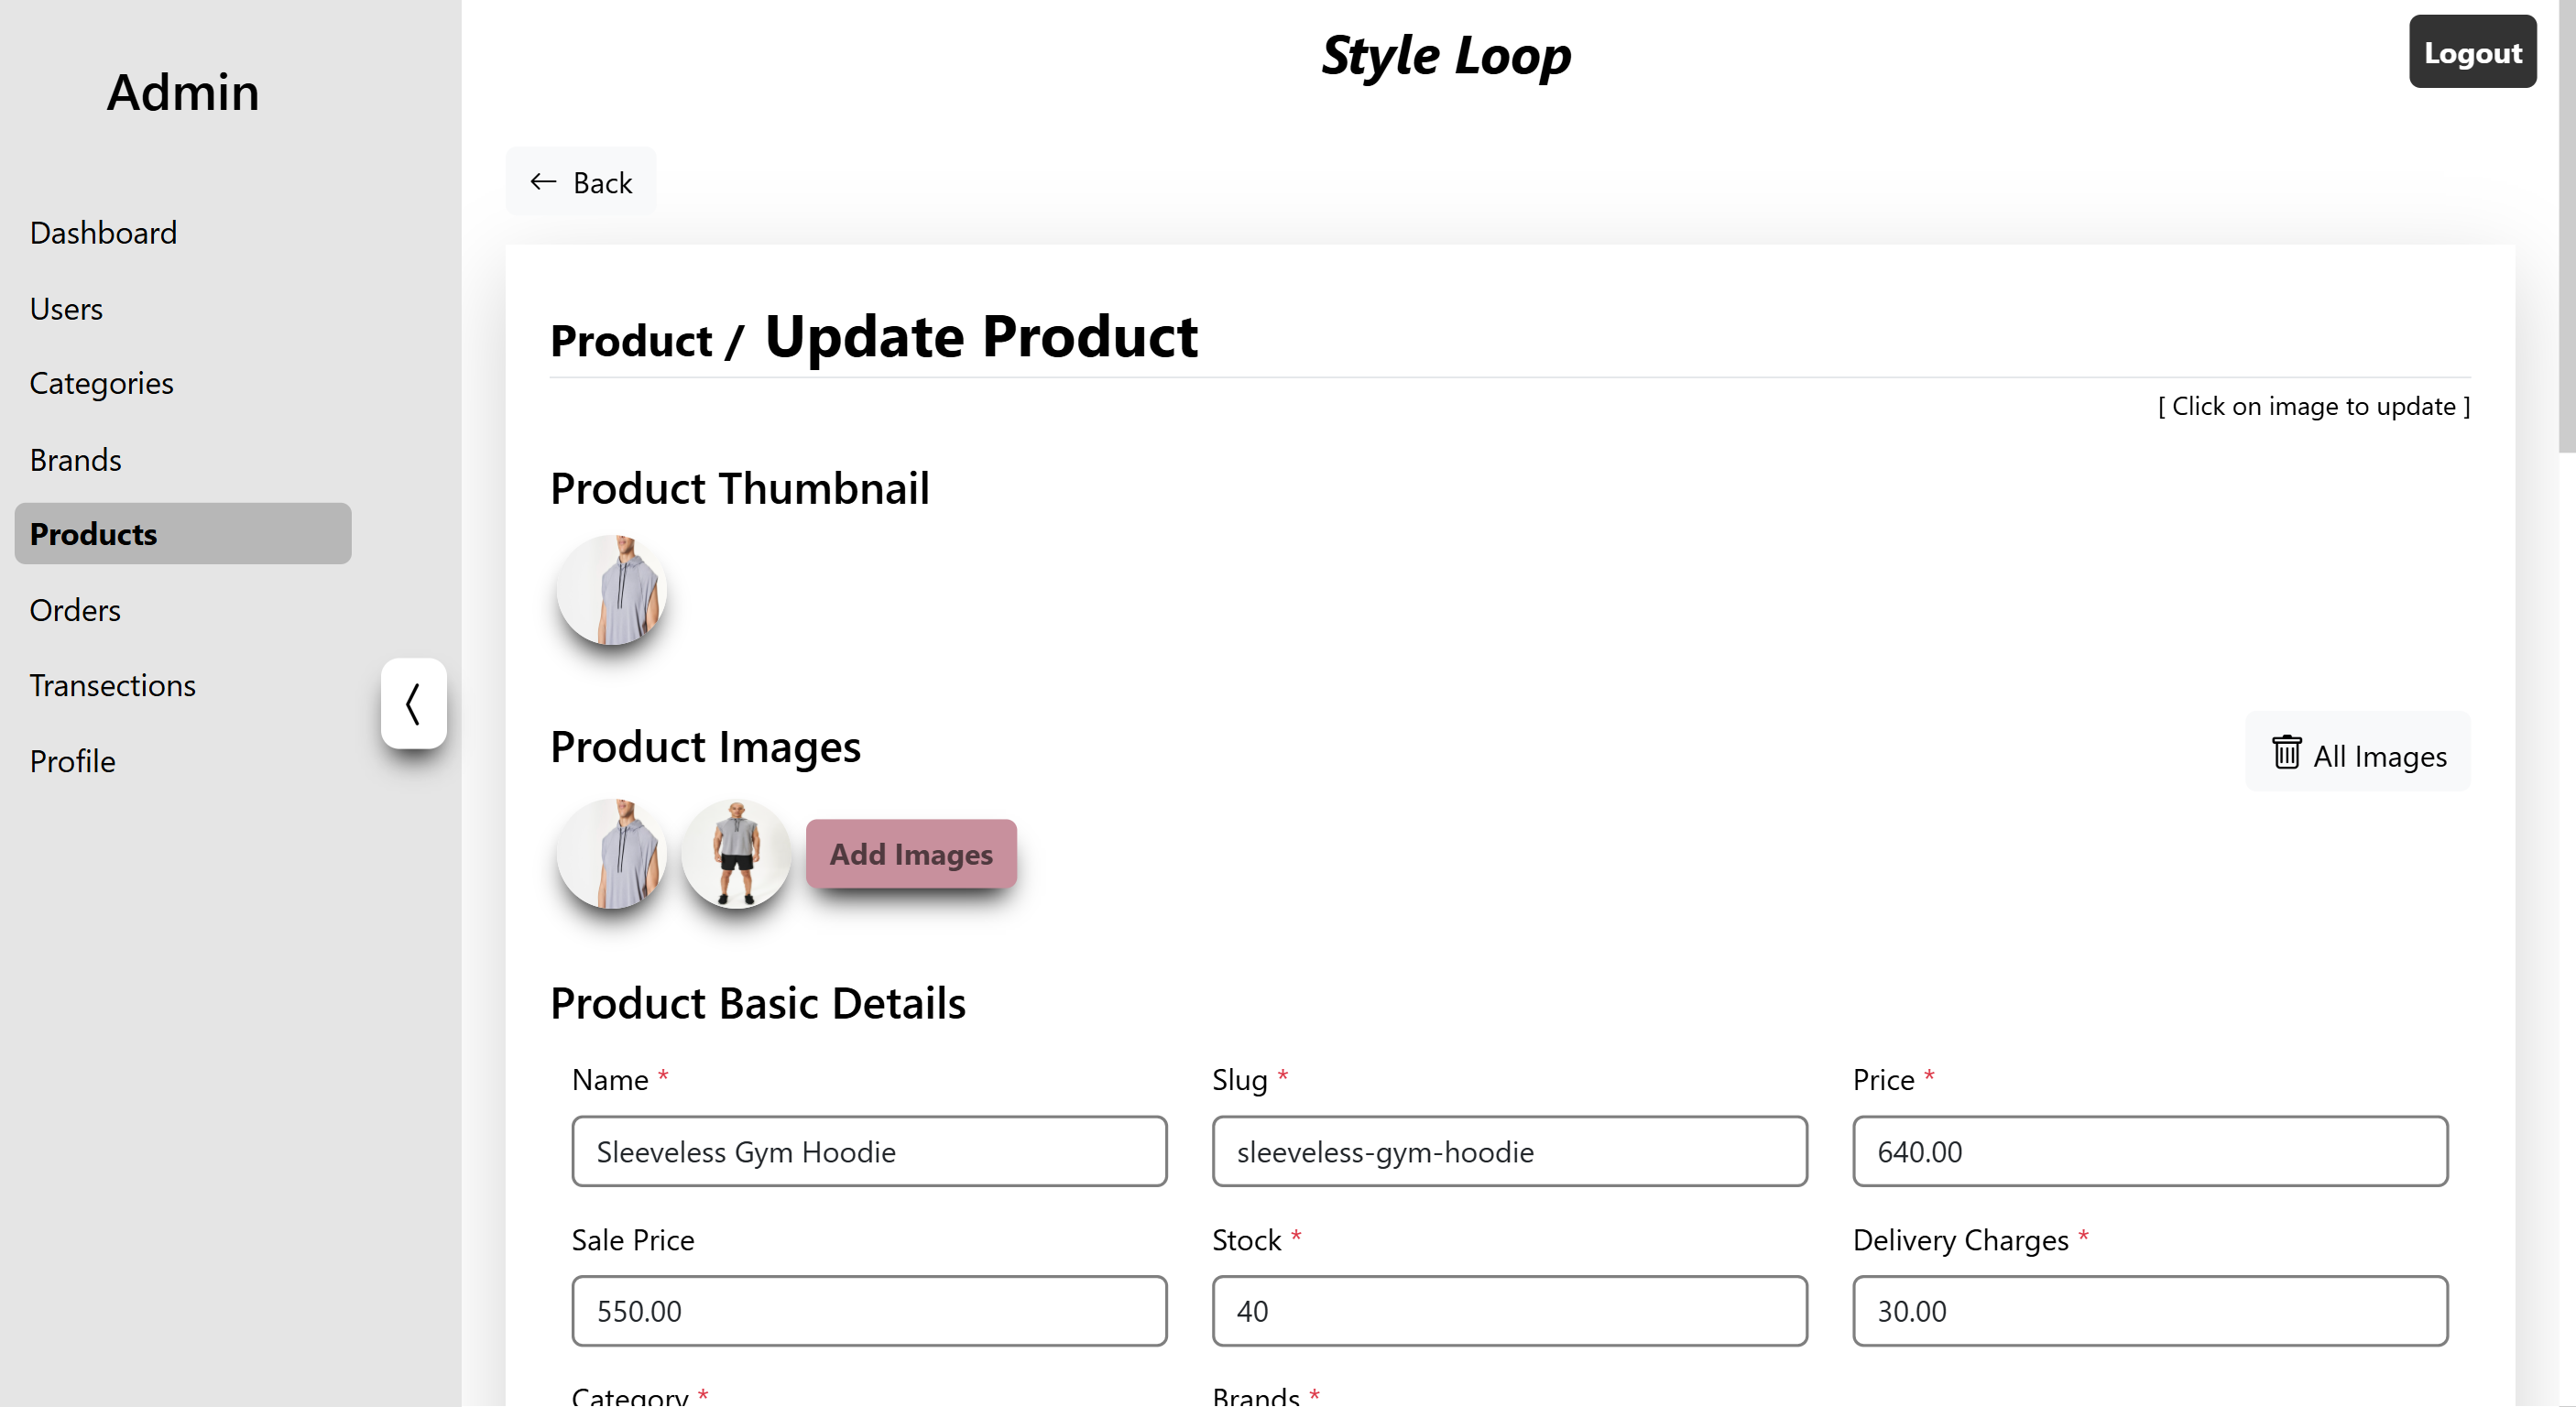 Admin
Dashboard
Users
Categories
Brands
Products
Orders
Transections
Profile
Style Loop
Logout
Back
Product / Update Product
[ Click on image to update ]
Product Thumbnail
Product Images
All Images
Add Images
Product Basic Details
Name * Slug * Price *
Sleeveless Gym Hoodie sleeveless-gym-hoodie 640.00
Sale Price Stock * Delivery Charges *
550.00 40 30.00
Category * Brands *